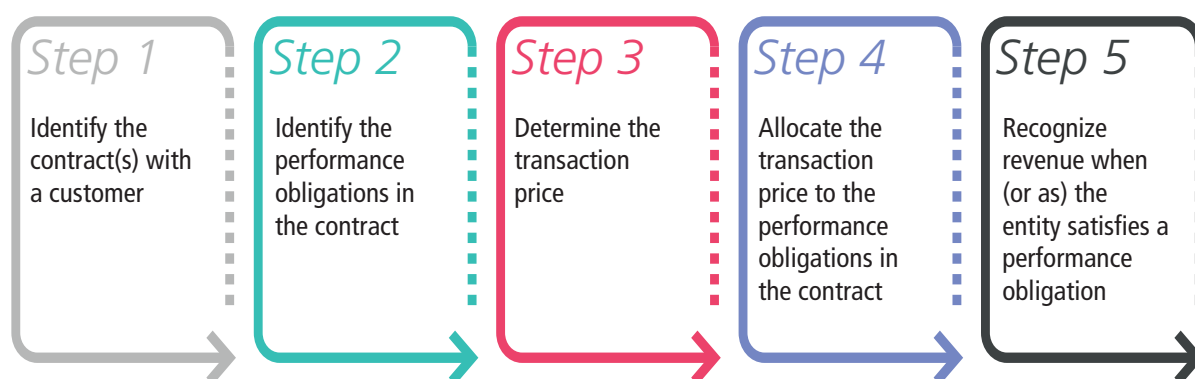 Step 1
Identify the
contract(s) with
a customer
Step 2
Identify the
performance
obligations in
the contract
Step 3
Determine the
transaction
price
Step 4
Allocate the
transaction
price to the
performance
obligations in
the contract
Step 5
Recognize
revenue when
(or as) the
entity satisfies a
performance
obligation